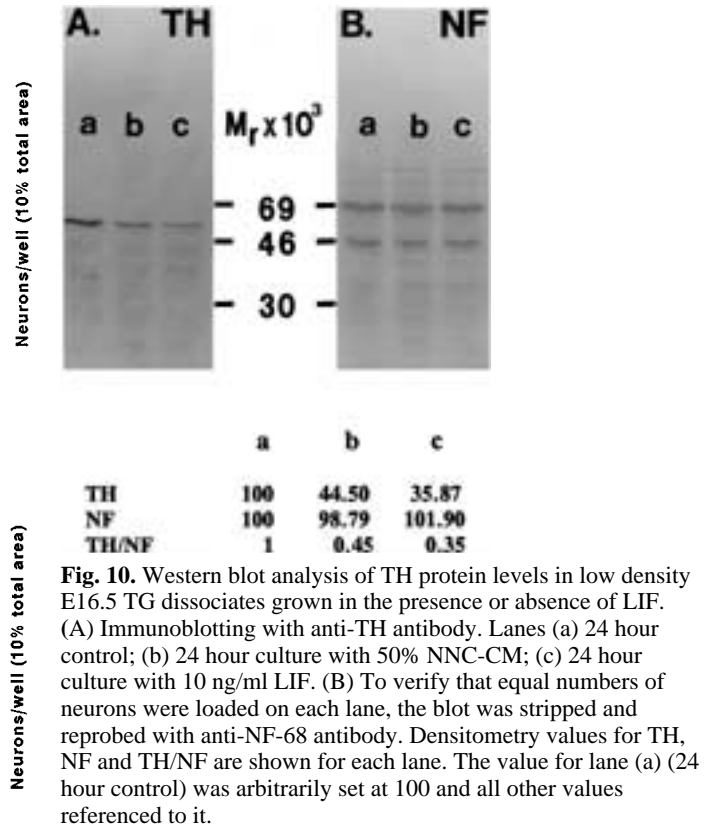 A. TH B. NF
Neurons/well (10% total area)
a b c Mr x 10³ a b c
69
46
30
a b c
TH 100 44.50 35.87
NF 100 98.79 101.90
TH/NF 1 0.45 0.35
Neurons/well (10% total area)
Fig. 10. Western blot analysis of TH protein levels in low density
E16.5 TG dissociates grown in the presence or absence of LIF.
(A) Immunoblotting with anti-TH antibody. Lanes (a) 24 hour
control; (b) 24 hour culture with 50% NNC-CM; (c) 24 hour
culture with 10 ng/ml LIF. (B) To verify that equal numbers of
neurons were loaded on each lane, the blot was stripped and
reprobed with anti-NF-68 antibody. Densitometry values for TH,
NF and TH/NF are shown for each lane. The value for lane (a) (24
hour control) was arbitrarily set at 100 and all other values
referenced to it.